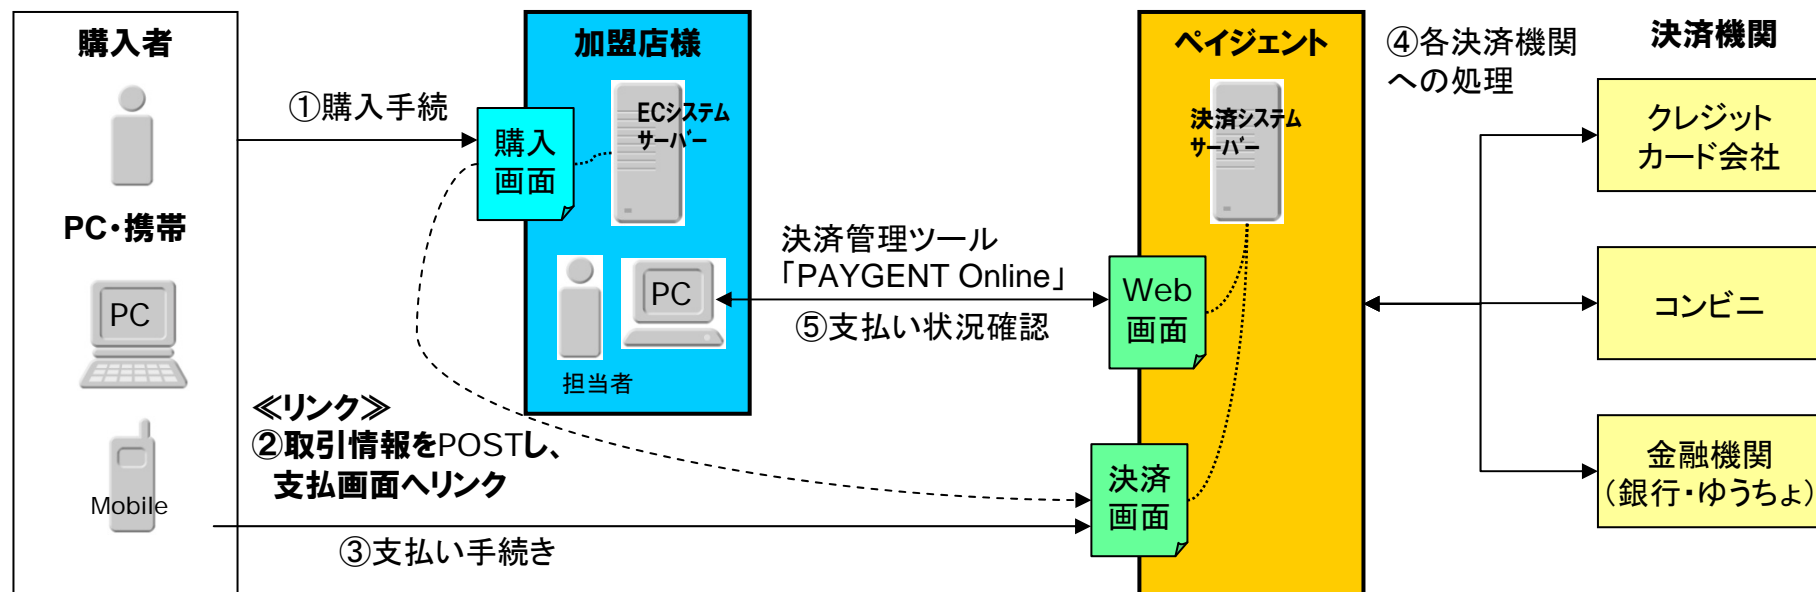 購入者
PC・携帯
PC
Mobile
①購入手続
≪リンク≫
②取引情報をPOSTし、
支払画面へリンク
③支払い手続き
加盟店様
購入
画面
ECシステム
サーバー
PC
担当者
決済管理ツール
「PAYGENT Online」
⑤支払い状況確認
ペイジェント
決済システム
サーバー
Web
画面
決済
画面
④各決済機関
への処理
決済機関
クレジット
カード会社
コンビニ
金融機関
（銀行・ゆうちょ）